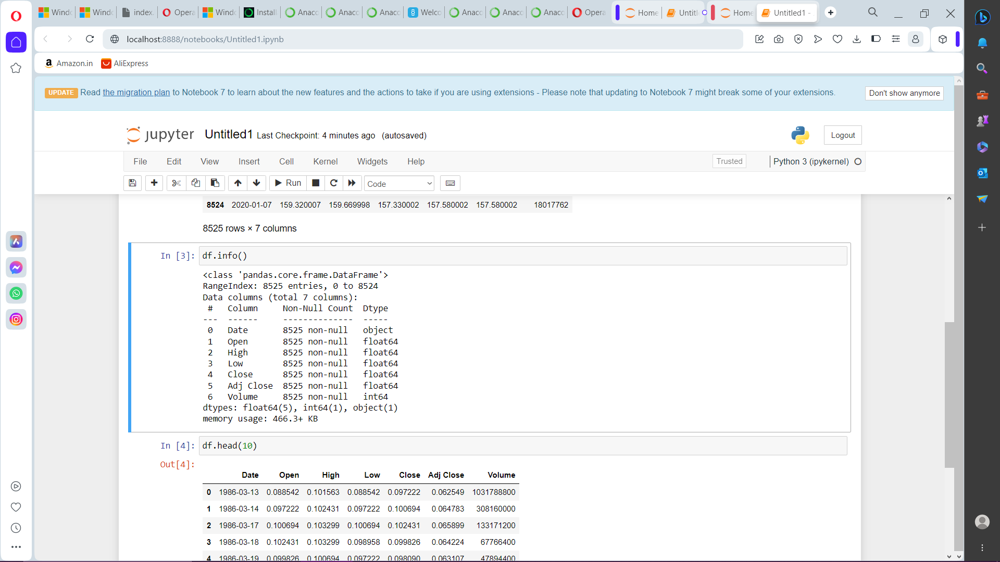 Windc Windc index. Opera Windc Install Anaco Anaco Anaco Welco Anaco Anaco Anaco Opera Home Untitle Home Untitled1 -
localhost:8888/notebooks/Untitled1.ipynb
Amazon.in AliExpress
UPDATE Read the migration plan to Notebook 7 to learn about the new features and the actions to take if you are using extensions - Please note that updating to Notebook 7 might break some of your extensions. Don't show anymore
jupyter Untitled1 Last Checkpoint: 4 minutes ago (autosaved) Logout
File Edit View Insert Cell Kernel Widgets Help Trusted Python 3 (ipykernel)
Run Code
8524 2020-01-07 159.320007 159.669998 157.330002 157.580002 157.580002 18017762
8525 rows × 7 columns
In [3]: df.info()
<class 'pandas.core.frame.DataFrame'>
RangeIndex: 8525 entries, 0 to 8524
Data columns (total 7 columns):
# Column Non-Null Count Dtype
--- ------ -------------- -----
0 Date 8525 non-null object
1 Open 8525 non-null float64
2 High 8525 non-null float64
3 Low 8525 non-null float64
4 Close 8525 non-null float64
5 Adj Close 8525 non-null float64
6 Volume 8525 non-null int64
dtypes: float64(5), int64(1), object(1)
memory usage: 466.3+ KB
In [4]: df.head(10)
Out[4]:
Date Open High Low Close Adj Close Volume
0 1986-03-13 0.088542 0.101563 0.088542 0.097222 0.062549 1031788800
1 1986-03-14 0.097222 0.102431 0.097222 0.100694 0.064783 308160000
2 1986-03-17 0.100694 0.103299 0.100694 0.102431 0.065899 133171200
3 1986-03-18 0.102431 0.103299 0.098958 0.099826 0.064224 67766400
4 1986-03-19 0.099826 0.100694 0.097222 0.098090 0.063107 47894400